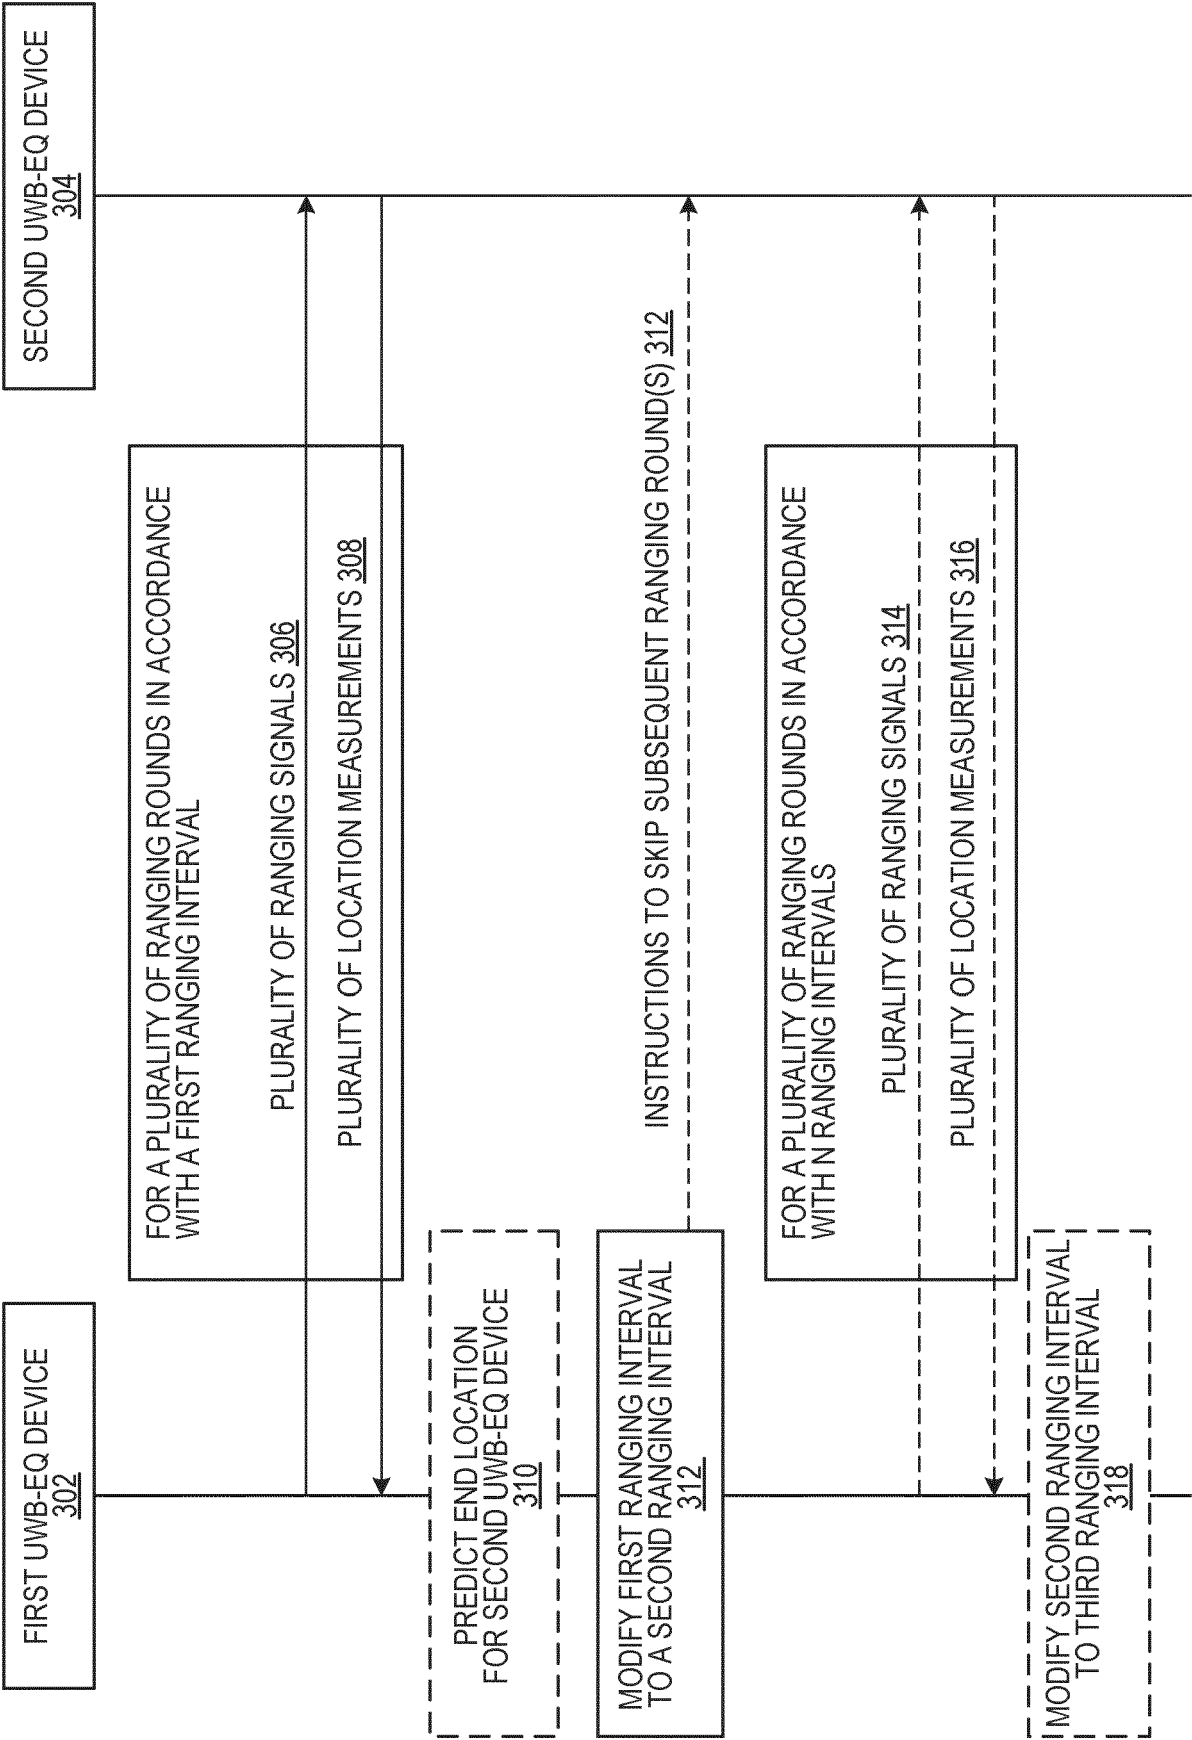 FIRST UWB-EQ DEVICE
302
SECOND UWB-EQ DEVICE
304
FOR A PLURALITY OF RANGING ROUNDS IN ACCORDANCE
WITH A FIRST RANGING INTERVAL
PLURALITY OF RANGING SIGNALS 306
PLURALITY OF LOCATION MEASUREMENTS 308
PREDICT END LOCATION
FOR SECOND UWB-EQ DEVICE
310
MODIFY FIRST RANGING INTERVAL
TO A SECOND RANGING INTERVAL
312
INSTRUCTIONS TO SKIP SUBSEQUENT RANGING ROUND(S) 312
FOR A PLURALITY OF RANGING ROUNDS IN ACCORDANCE
WITH N RANGING INTERVALS
PLURALITY OF RANGING SIGNALS 314
PLURALITY OF LOCATION MEASUREMENTS 316
MODIFY SECOND RANGING INTERVAL
TO THIRD RANGING INTERVAL
318